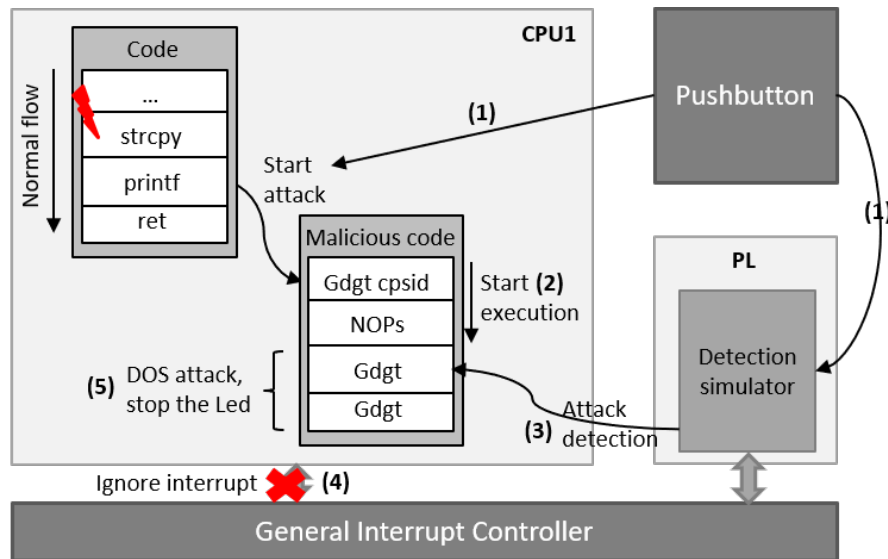 CPU1
Code
...
strcpy
printf
ret
Normal flow
Start
attack
(1)
Pushbutton
(1)
Malicious code
Gdgt cpsid
NOPs
Gdgt
Gdgt
Start (2)
execution
(5) DOS attack,
stop the Led
PL
Detection
simulator
Attack
(3) detection
Ignore interrupt
(4)
General Interrupt Controller